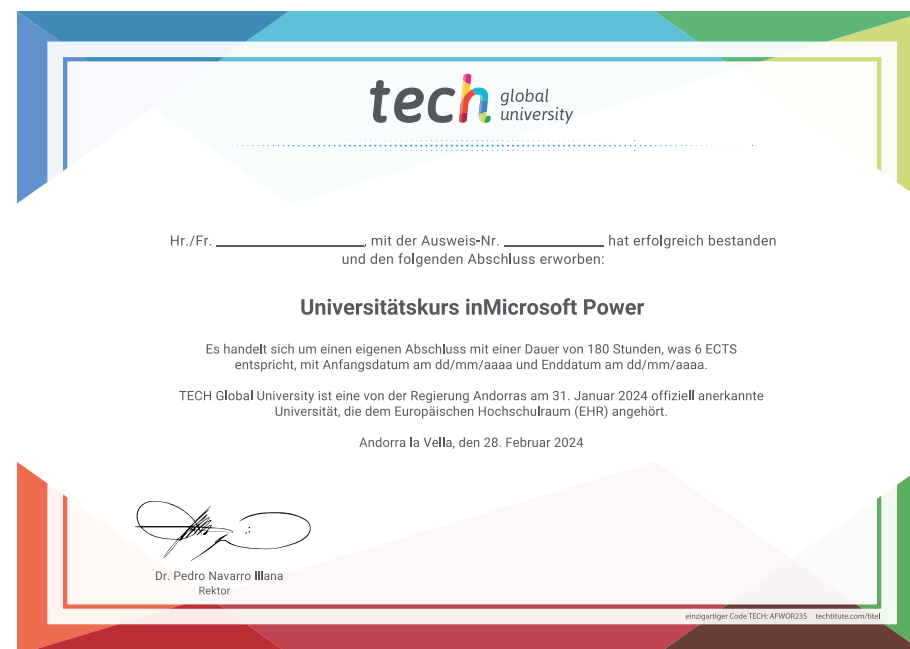 tech global university
Hr./Fr. ____________________, mit der Ausweis-Nr. ______________ hat erfolgreich bestanden
und den folgenden Abschluss erworben:
Universitätskurs inMicrosoft Power
Es handelt sich um einen eigenen Abschluss mit einer Dauer von 180 Stunden, was 6 ECTS
entspricht, mit Anfangsdatum am dd/mm/aaaa und Enddatum am dd/mm/aaaa.
TECH Global University ist eine von der Regierung Andorras am 31. Januar 2024 offiziell anerkannte
Universität, die dem Europäischen Hochschulraum (EHR) angehört.
Andorra la Vella, den 28. Februar 2024
Dr. Pedro Navarro Illana
Rektor
einzigartiger Code TECH: AFWOR235 techtitute.com/titel